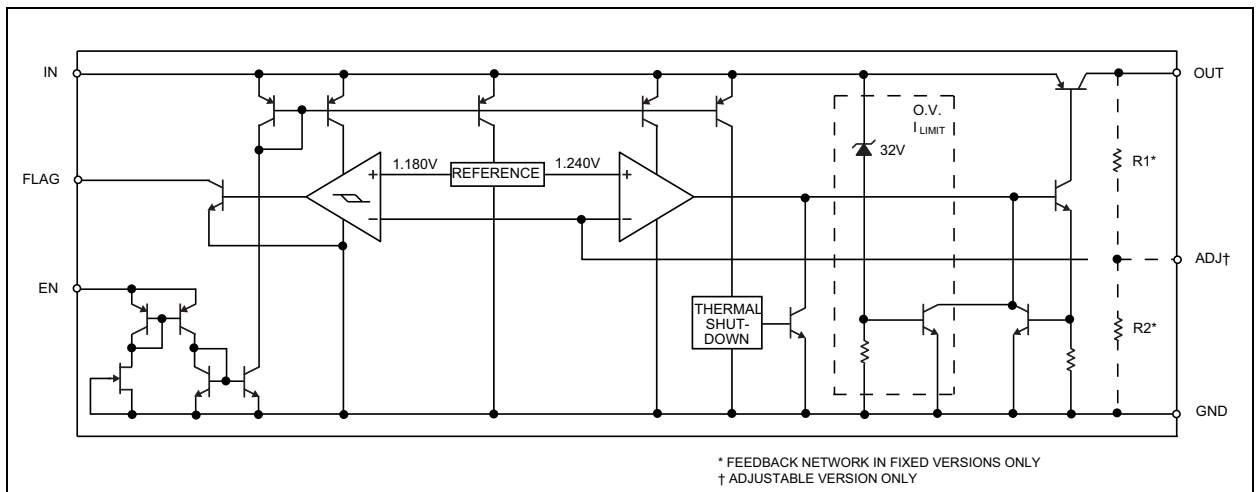 IN
OUT
O.V.
I LIMIT
32V
R1*
FLAG
1.180V
REFERENCE
1.240V
+
−
+
−
ADJ†
EN
THERMAL
SHUT-
DOWN
R2*
GND
* FEEDBACK NETWORK IN FIXED VERSIONS ONLY
† ADJUSTABLE VERSION ONLY